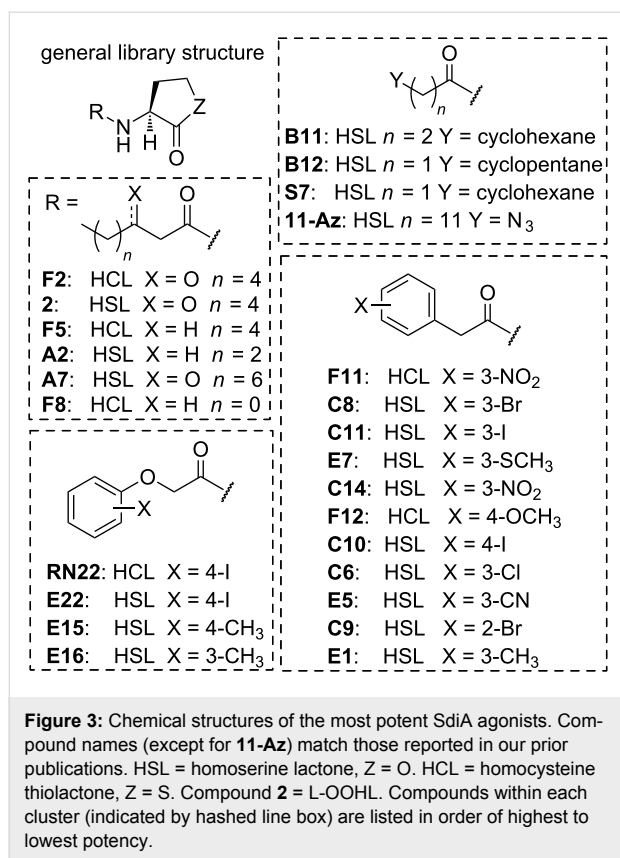 general library structure
R
N
H
H
Z
O
R =
X
O
n
F2: HCL X = O n = 4
2: HSL X = O n = 4
F5: HCL X = H n = 4
A2: HSL X = H n = 2
A7: HSL X = O n = 6
F8: HCL X = H n = 0
O
O
X
RN22: HCL X = 4-I
E22: HSL X = 4-I
E15: HSL X = 4-CH₃
E16: HSL X = 3-CH₃
Y
O
n
B11: HSL n = 2 Y = cyclohexane
B12: HSL n = 1 Y = cyclopentane
S7: HSL n = 1 Y = cyclohexane
11-Az: HSL n = 11 Y = N₃
X
O
F11: HCL X = 3-NO₂
C8: HSL X = 3-Br
C11: HSL X = 3-I
E7: HSL X = 3-SCH₃
C14: HSL X = 3-NO₂
F12: HCL X = 4-OCH₃
C10: HSL X = 4-I
C6: HSL X = 3-Cl
E5: HSL X = 3-CN
C9: HSL X = 2-Br
E1: HSL X = 3-CH₃
Figure 3: Chemical structures of the most potent SdiA agonists. Com-
pound names (except for 11-Az) match those reported in our prior
publications. HSL = homoserine lactone, Z = O. HCL = homocysteine
thiolactone, Z = S. Compound 2 = L-OOHL. Compounds within each
cluster (indicated by hashed line box) are listed in order of highest to
lowest potency.